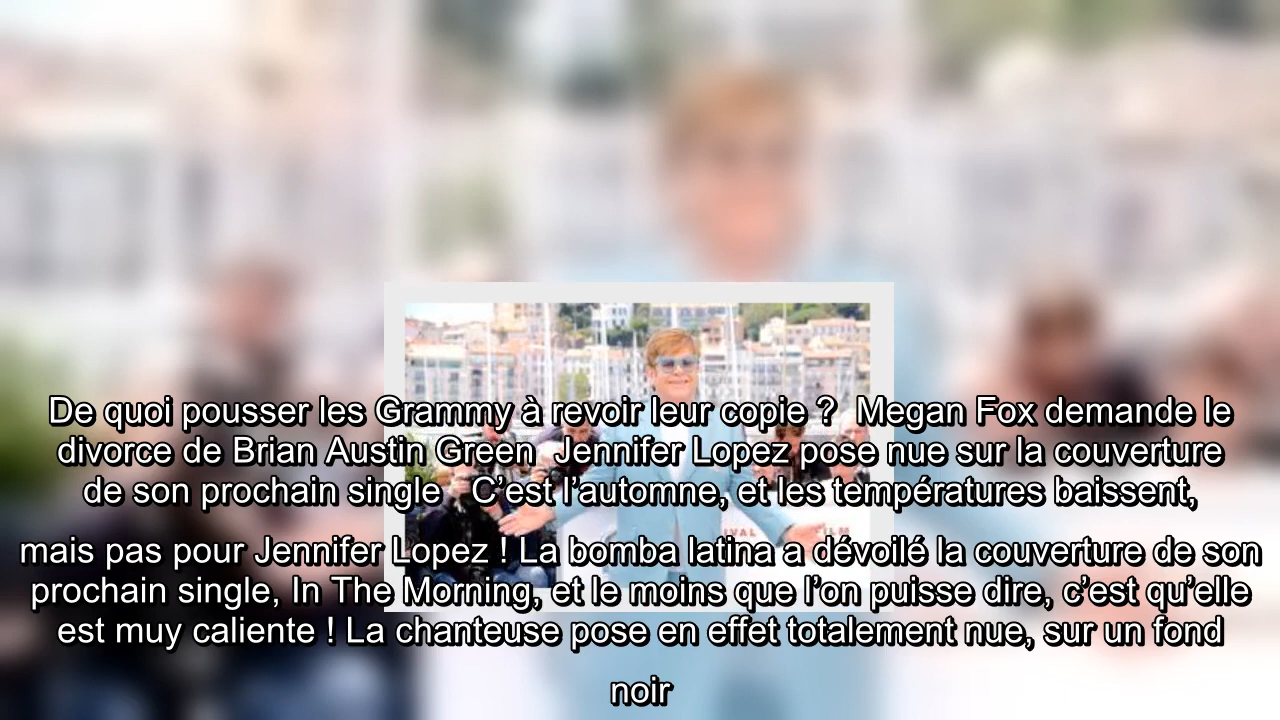 De quoi pousser les Grammy à revoir leur copie ? Megan Fox demande le
divorce de Brian Austin Green Jennifer Lopez pose nue sur la couverture
de son prochain single C’est l’automne, et les températures baissent,
mais pas pour Jennifer Lopez ! La bomba latina a dévoilé la couverture de son
prochain single, In The Morning, et le moins que l’on puisse dire, c’est qu’elle
est muy caliente ! La chanteuse pose en effet totalement nue, sur un fond
noir